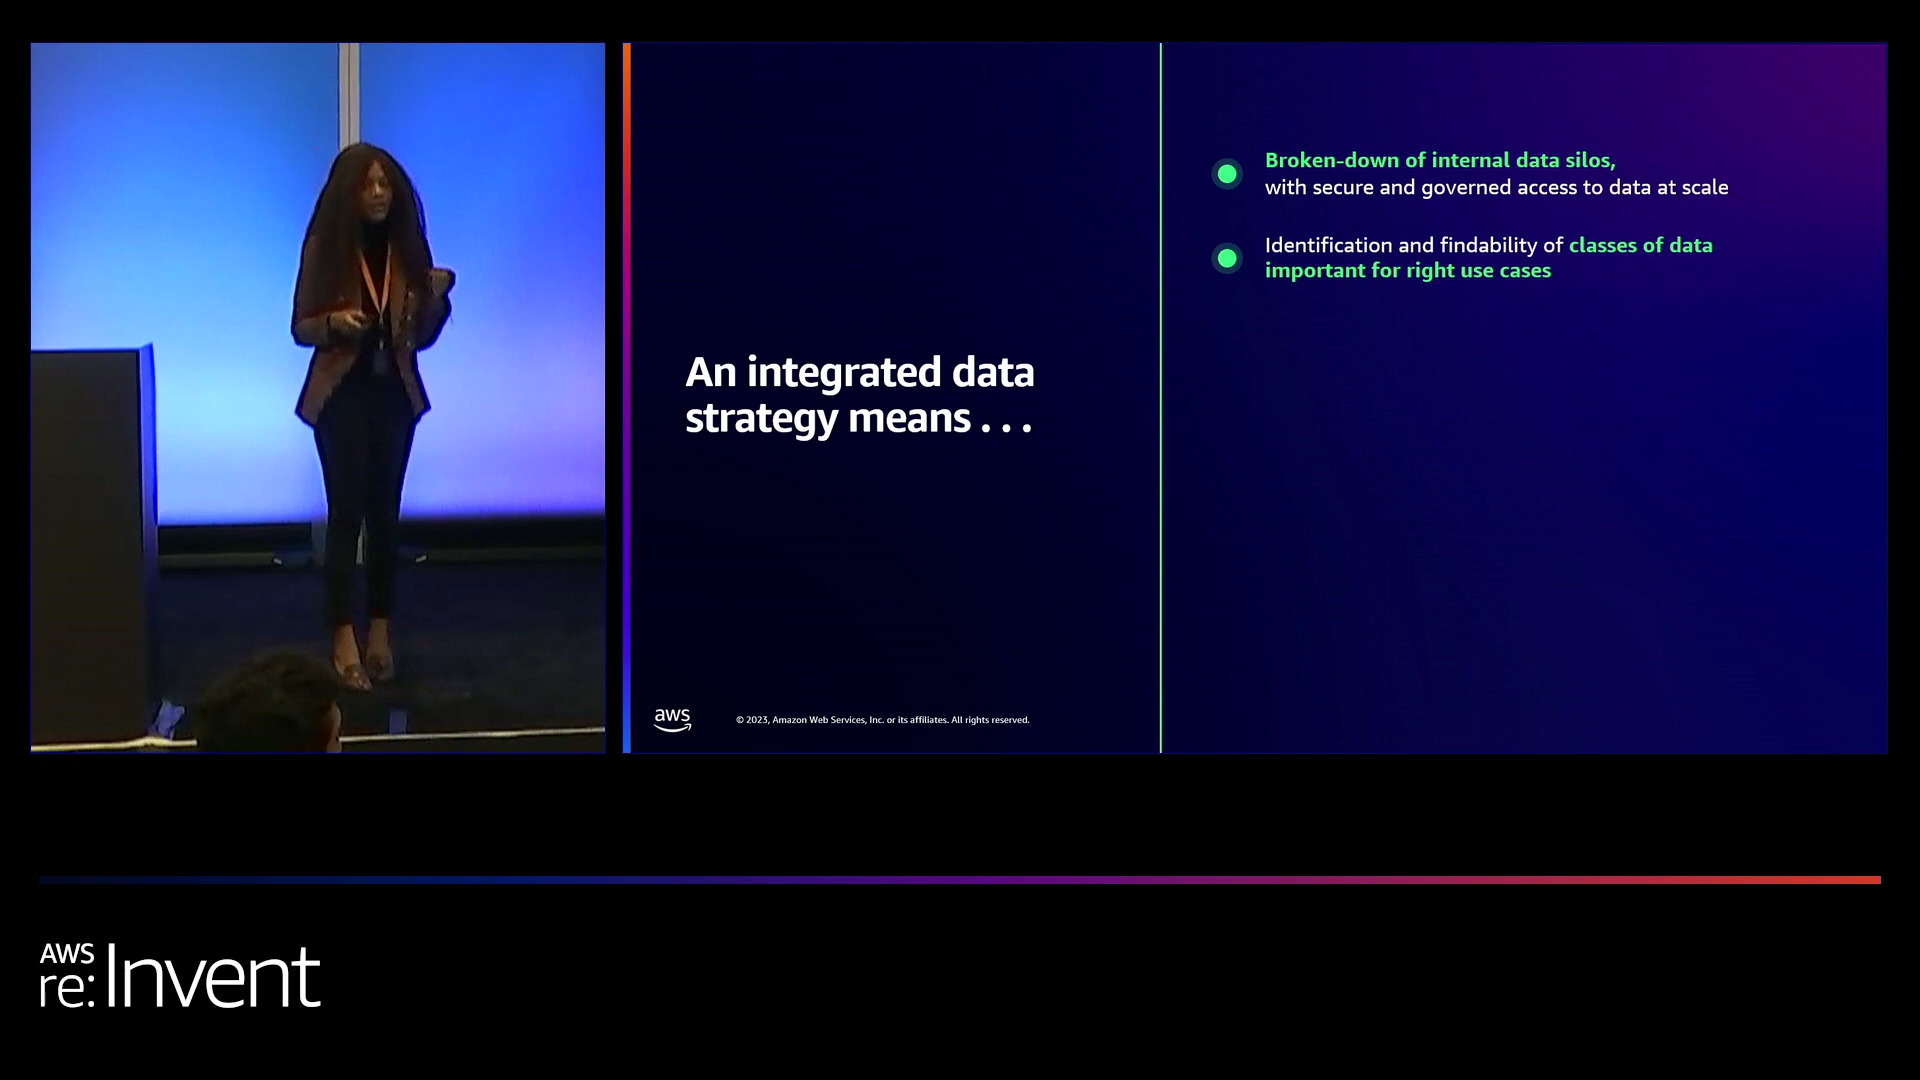 An integrated data
strategy means . . .
Broken-down of internal data silos,
with secure and governed access to data at scale
Identification and findability of classes of data
important for right use cases
aws
© 2023, Amazon Web Services, Inc. or its affiliates. All rights reserved.
AWS
re:Invent